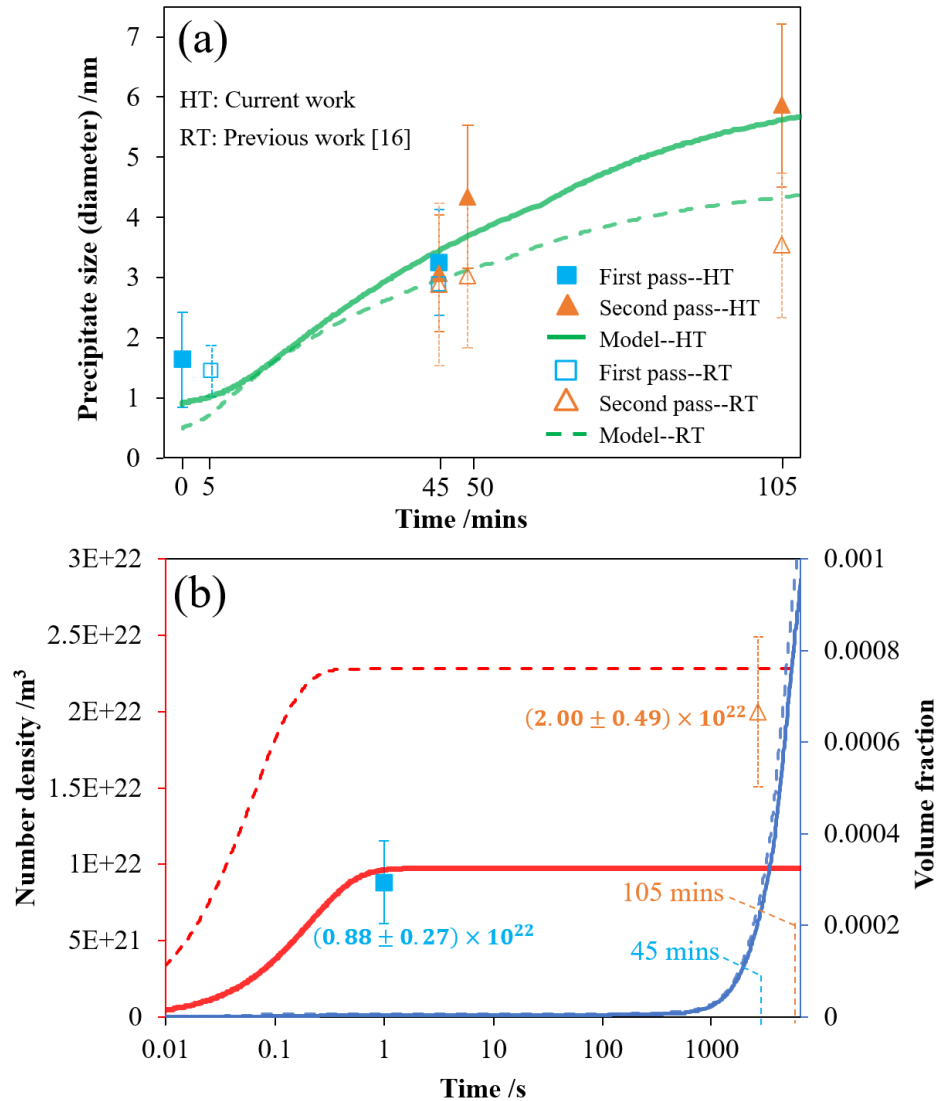 (a)
Precipitate size (diameter) /nm
7
6
5
4
3
2
1
0
HT: Current work
RT: Previous work [16]
First pass--HT
Second pass--HT
Model--HT
First pass--RT
Second pass--RT
Model--RT
0 5 45 50 105
Time /mins
(b)
Number density /m³
3E+22
2.5E+22
2E+22
1.5E+22
1E+22
5E+21
0
(2.00 ± 0.49) × 10²²
(0.88 ± 0.27) × 10²²
105 mins
45 mins
0.001
0.0008
0.0006
0.0004
0.0002
0
Volume fraction
0.01 0.1 1 10 100 1000
Time /s